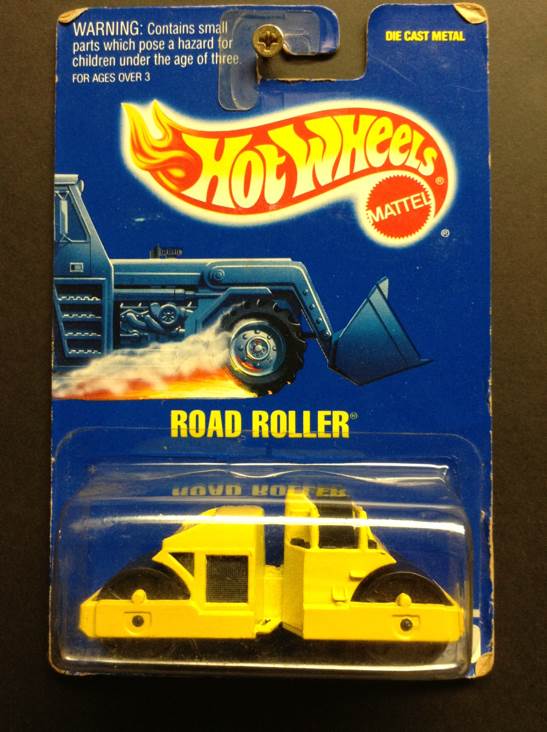 WARNING: Contains small
parts which pose a hazard for
children under the age of three.
FOR AGES OVER 3
DIE CAST METAL
HOT WHEELS®
MATTEL
®
ROAD ROLLER®
ROAD ROLLER